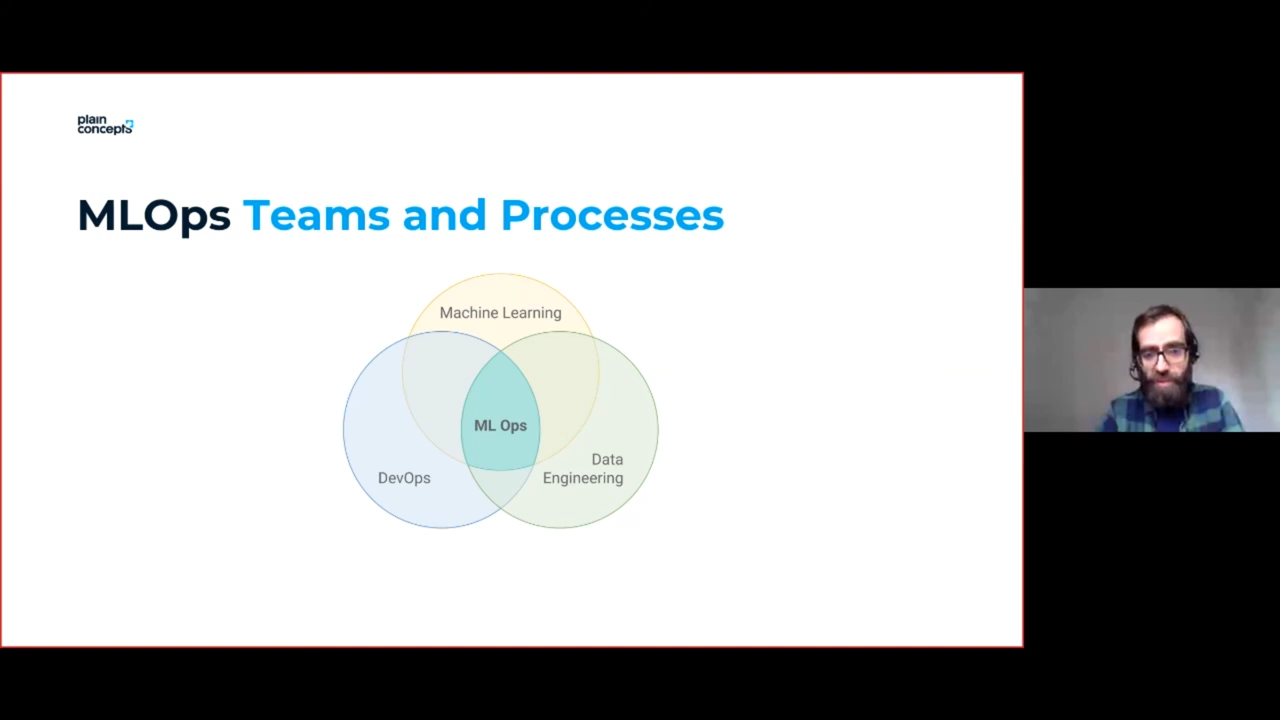 plain
concepts
MLOps Teams and Processes
Machine Learning
ML Ops
Data
DevOps
Engineering